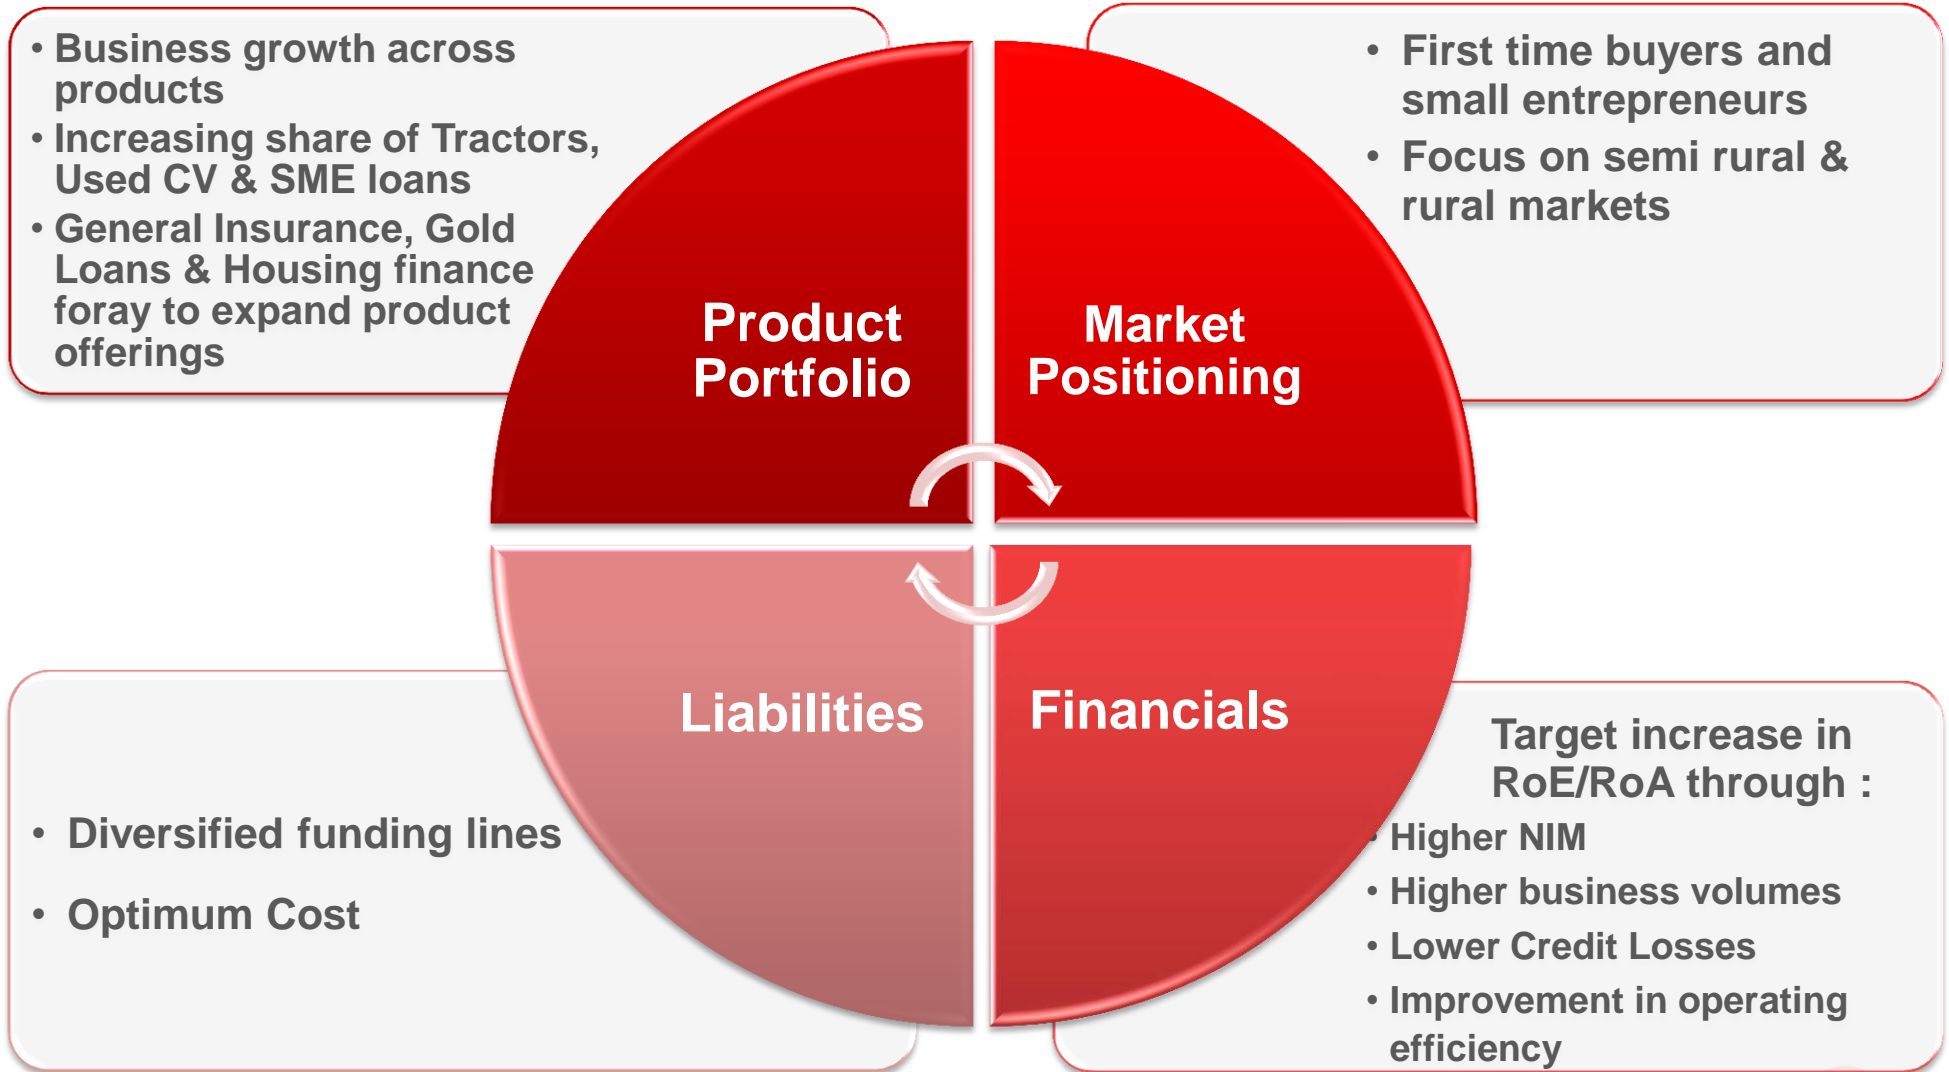 • Business growth across
products
• Increasing share of Tractors,
Used CV & SME loans
• General Insurance, Gold
Loans & Housing finance
foray to expand product
offerings
Product
Portfolio
• First time buyers and
small entrepreneurs
• Focus on semi rural &
rural markets
Market
Positioning
Liabilities
• Diversified funding lines
• Optimum Cost
Financials
Target increase in
RoE/RoA through :
• Higher NIM
• Higher business volumes
• Lower Credit Losses
• Improvement in operating
efficiency